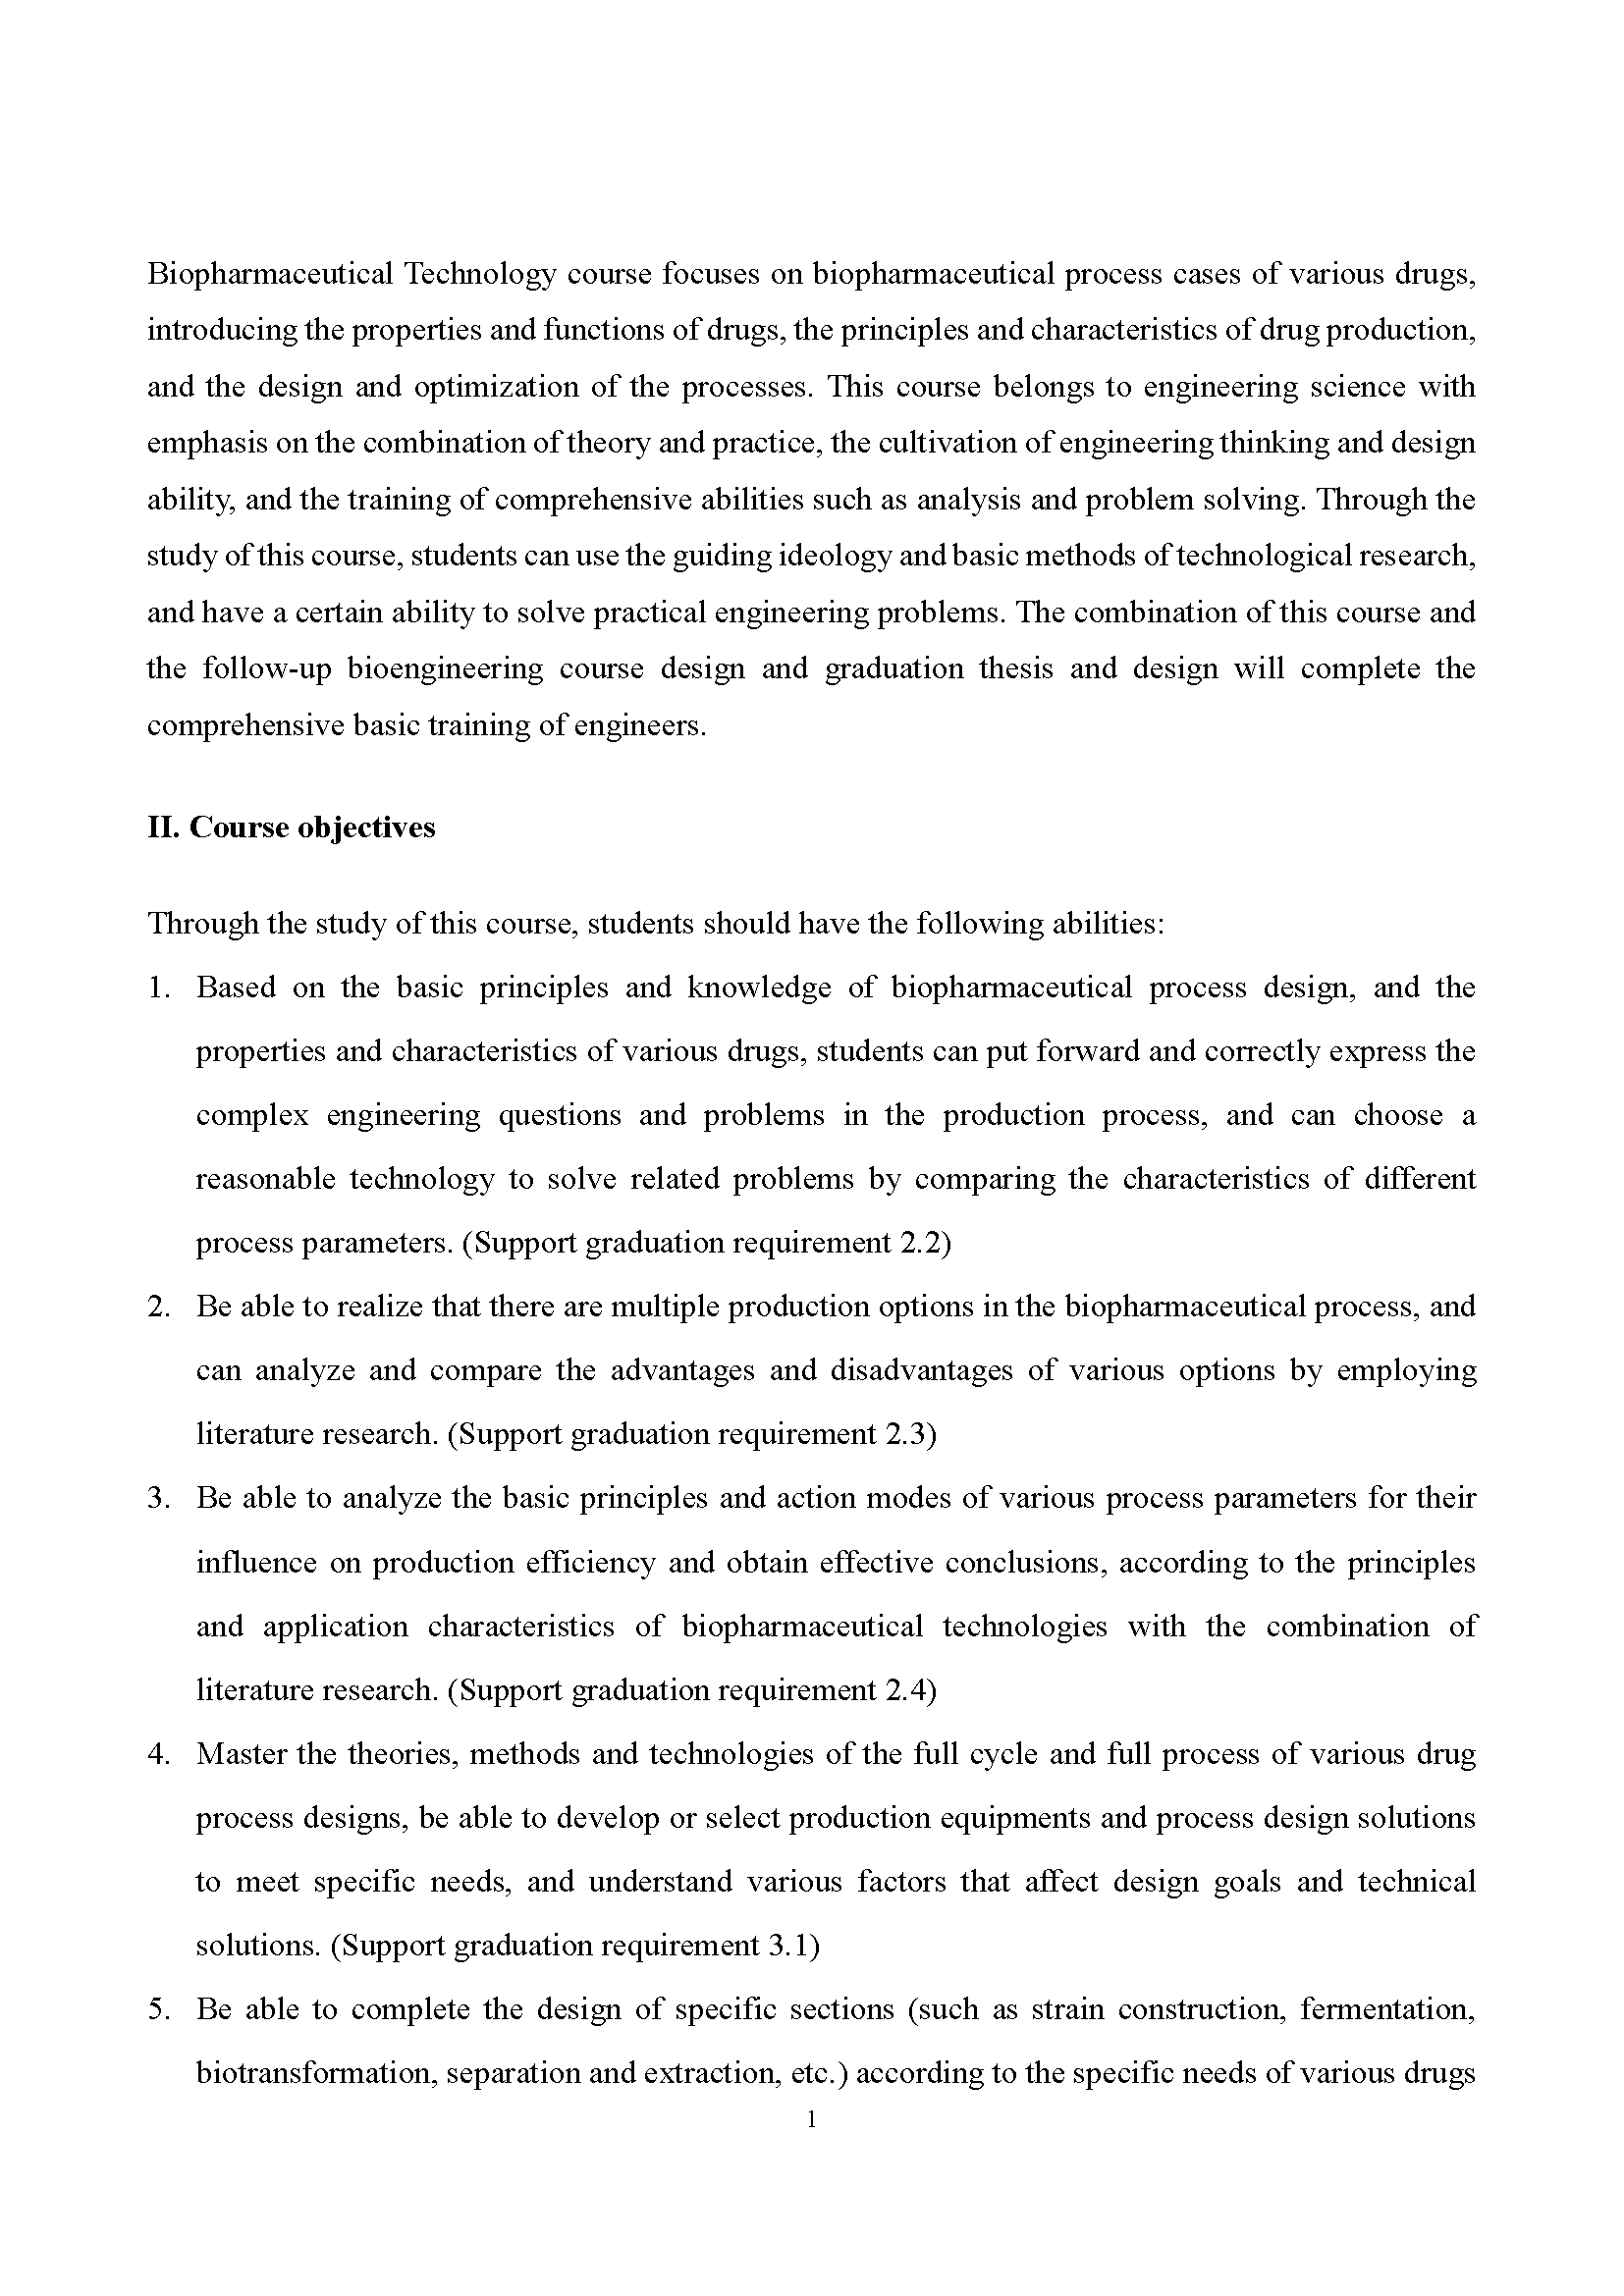 Biopharmaceutical Technology course focuses on biopharmaceutical process cases of various drugs,
introducing the properties and functions of drugs, the principles and characteristics of drug production,
and the design and optimization of the processes. This course belongs to engineering science with
emphasis on the combination of theory and practice, the cultivation of engineering thinking and design
ability, and the training of comprehensive abilities such as analysis and problem solving. Through the
study of this course, students can use the guiding ideology and basic methods of technological research,
and have a certain ability to solve practical engineering problems. The combination of this course and
the follow-up bioengineering course design and graduation thesis and design will complete the
comprehensive basic training of engineers.
II. Course objectives
Through the study of this course, students should have the following abilities:
1. Based on the basic principles and knowledge of biopharmaceutical process design, and the
properties and characteristics of various drugs, students can put forward and correctly express the
complex engineering questions and problems in the production process, and can choose a
reasonable technology to solve related problems by comparing the characteristics of different
process parameters. (Support graduation requirement 2.2)
2. Be able to realize that there are multiple production options in the biopharmaceutical process, and
can analyze and compare the advantages and disadvantages of various options by employing
literature research. (Support graduation requirement 2.3)
3. Be able to analyze the basic principles and action modes of various process parameters for their
influence on production efficiency and obtain effective conclusions, according to the principles
and application characteristics of biopharmaceutical technologies with the combination of
literature research. (Support graduation requirement 2.4)
4. Master the theories, methods and technologies of the full cycle and full process of various drug
process designs, be able to develop or select production equipments and process design solutions
to meet specific needs, and understand various factors that affect design goals and technical
solutions. (Support graduation requirement 3.1)
5. Be able to complete the design of specific sections (such as strain construction, fermentation,
biotransformation, separation and extraction, etc.) according to the specific needs of various drugs
1